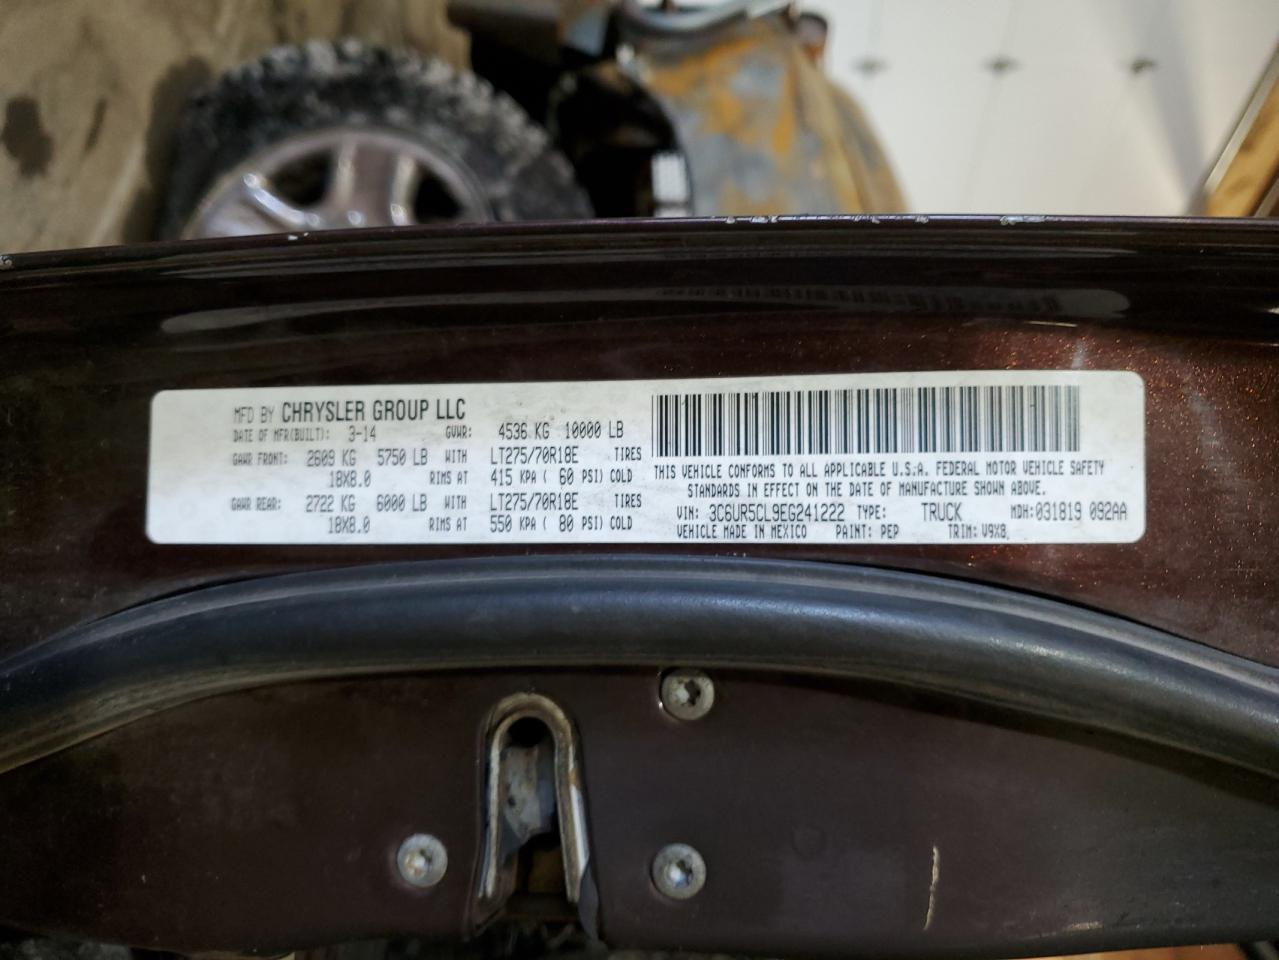 MFD BY CHRYSLER GROUP LLC
DATE OF MFR(BUILT): 3-14 GVWR: 4536 KG 10000 LB
GAWR FRONT: 2609 KG 5750 LB WITH LT275/70R18E TIRES
18X8.0 RIMS AT 415 KPA ( 60 PSI) COLD
GAWR REAR: 2722 KG 6000 LB WITH LT275/70R18E TIRES
18X8.0 RIMS AT 550 KPA ( 80 PSI) COLD
THIS VEHICLE CONFORMS TO ALL APPLICABLE U.S.A. FEDERAL MOTOR VEHICLE SAFETY
STANDARDS IN EFFECT ON THE DATE OF MANUFACTURE SHOWN ABOVE.
VIN: 3C6UR5CL9EG241222 TYPE: TRUCK MDH: 031819 092AA
VEHICLE MADE IN MEXICO PAINT: PEP TRIM: V9X8